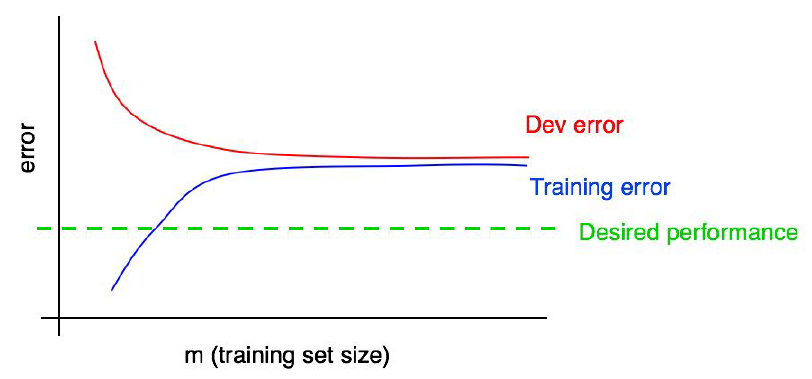 Dev error
error
Training error
Desired performance
m (training set size)